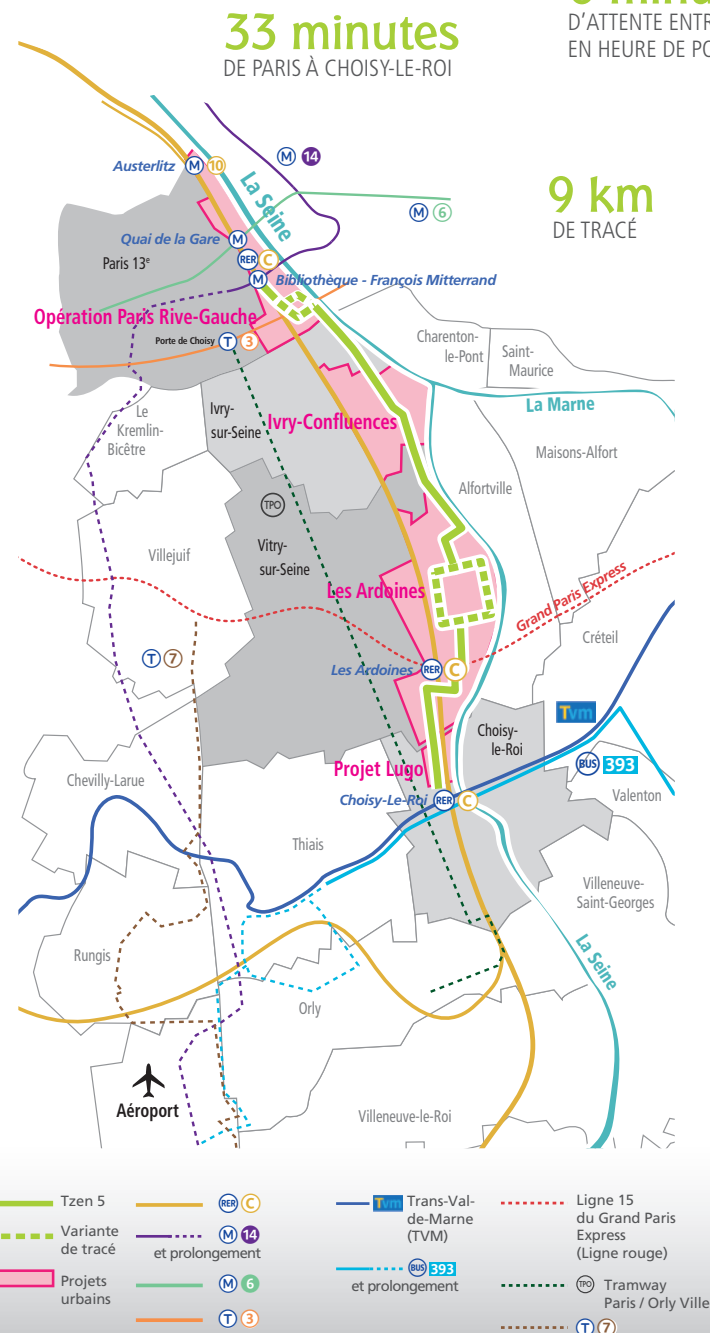 33 minutes
DE PARIS À CHOISY-LE-ROI
D'ATTENTE ENTR
EN HEURE DE PO
9 km
DE TRACÉ
Austerlitz M 10
M 14
La Seine
M 6
Quai de la Gare M
RER C
Paris 13e
M Bibliothèque - François Mitterrand
Opération Paris Rive-Gauche
Porte de Choisy T 3
Charenton-
le-Pont
Saint-
Maurice
La Marne
Le
Kremlin-
Bicêtre
Ivry-
sur-Seine
Ivry-Confluences
Maisons-Alfort
Alfortville
TPO
Villejuif
Vitry-
sur-Seine
Les Ardoines
Grand Paris Express
Créteil
T 7
Les Ardoines RER C
Tvm
Choisy-
le-Roi
BUS 393
Projet Lugo
Chevilly-Larue
Choisy-Le-Roi RER C
Valenton
Thiais
Villeneuve-
Saint-Georges
Rungis
La Seine
Orly
Aéroport
Villeneuve-le-Roi
Tzen 5
Variante
de tracé
Projets
urbains
RER C
M 14
et prolongement
M 6
T 3
Tvm Trans-Val-
de-Marne
(TVM)
BUS 393
et prolongement
Ligne 15
du Grand Paris
Express
(Ligne rouge)
TPO Tramway
Paris / Orly Ville
T 7